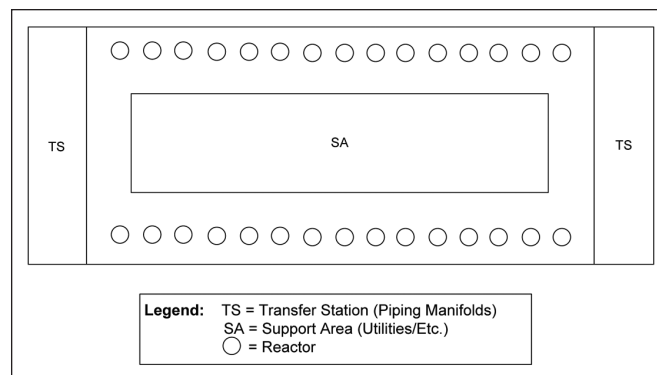 TS
SA
TS
Legend: TS = Transfer Station (Piping Manifolds)
SA = Support Area (Utilities/Etc.)
= Reactor